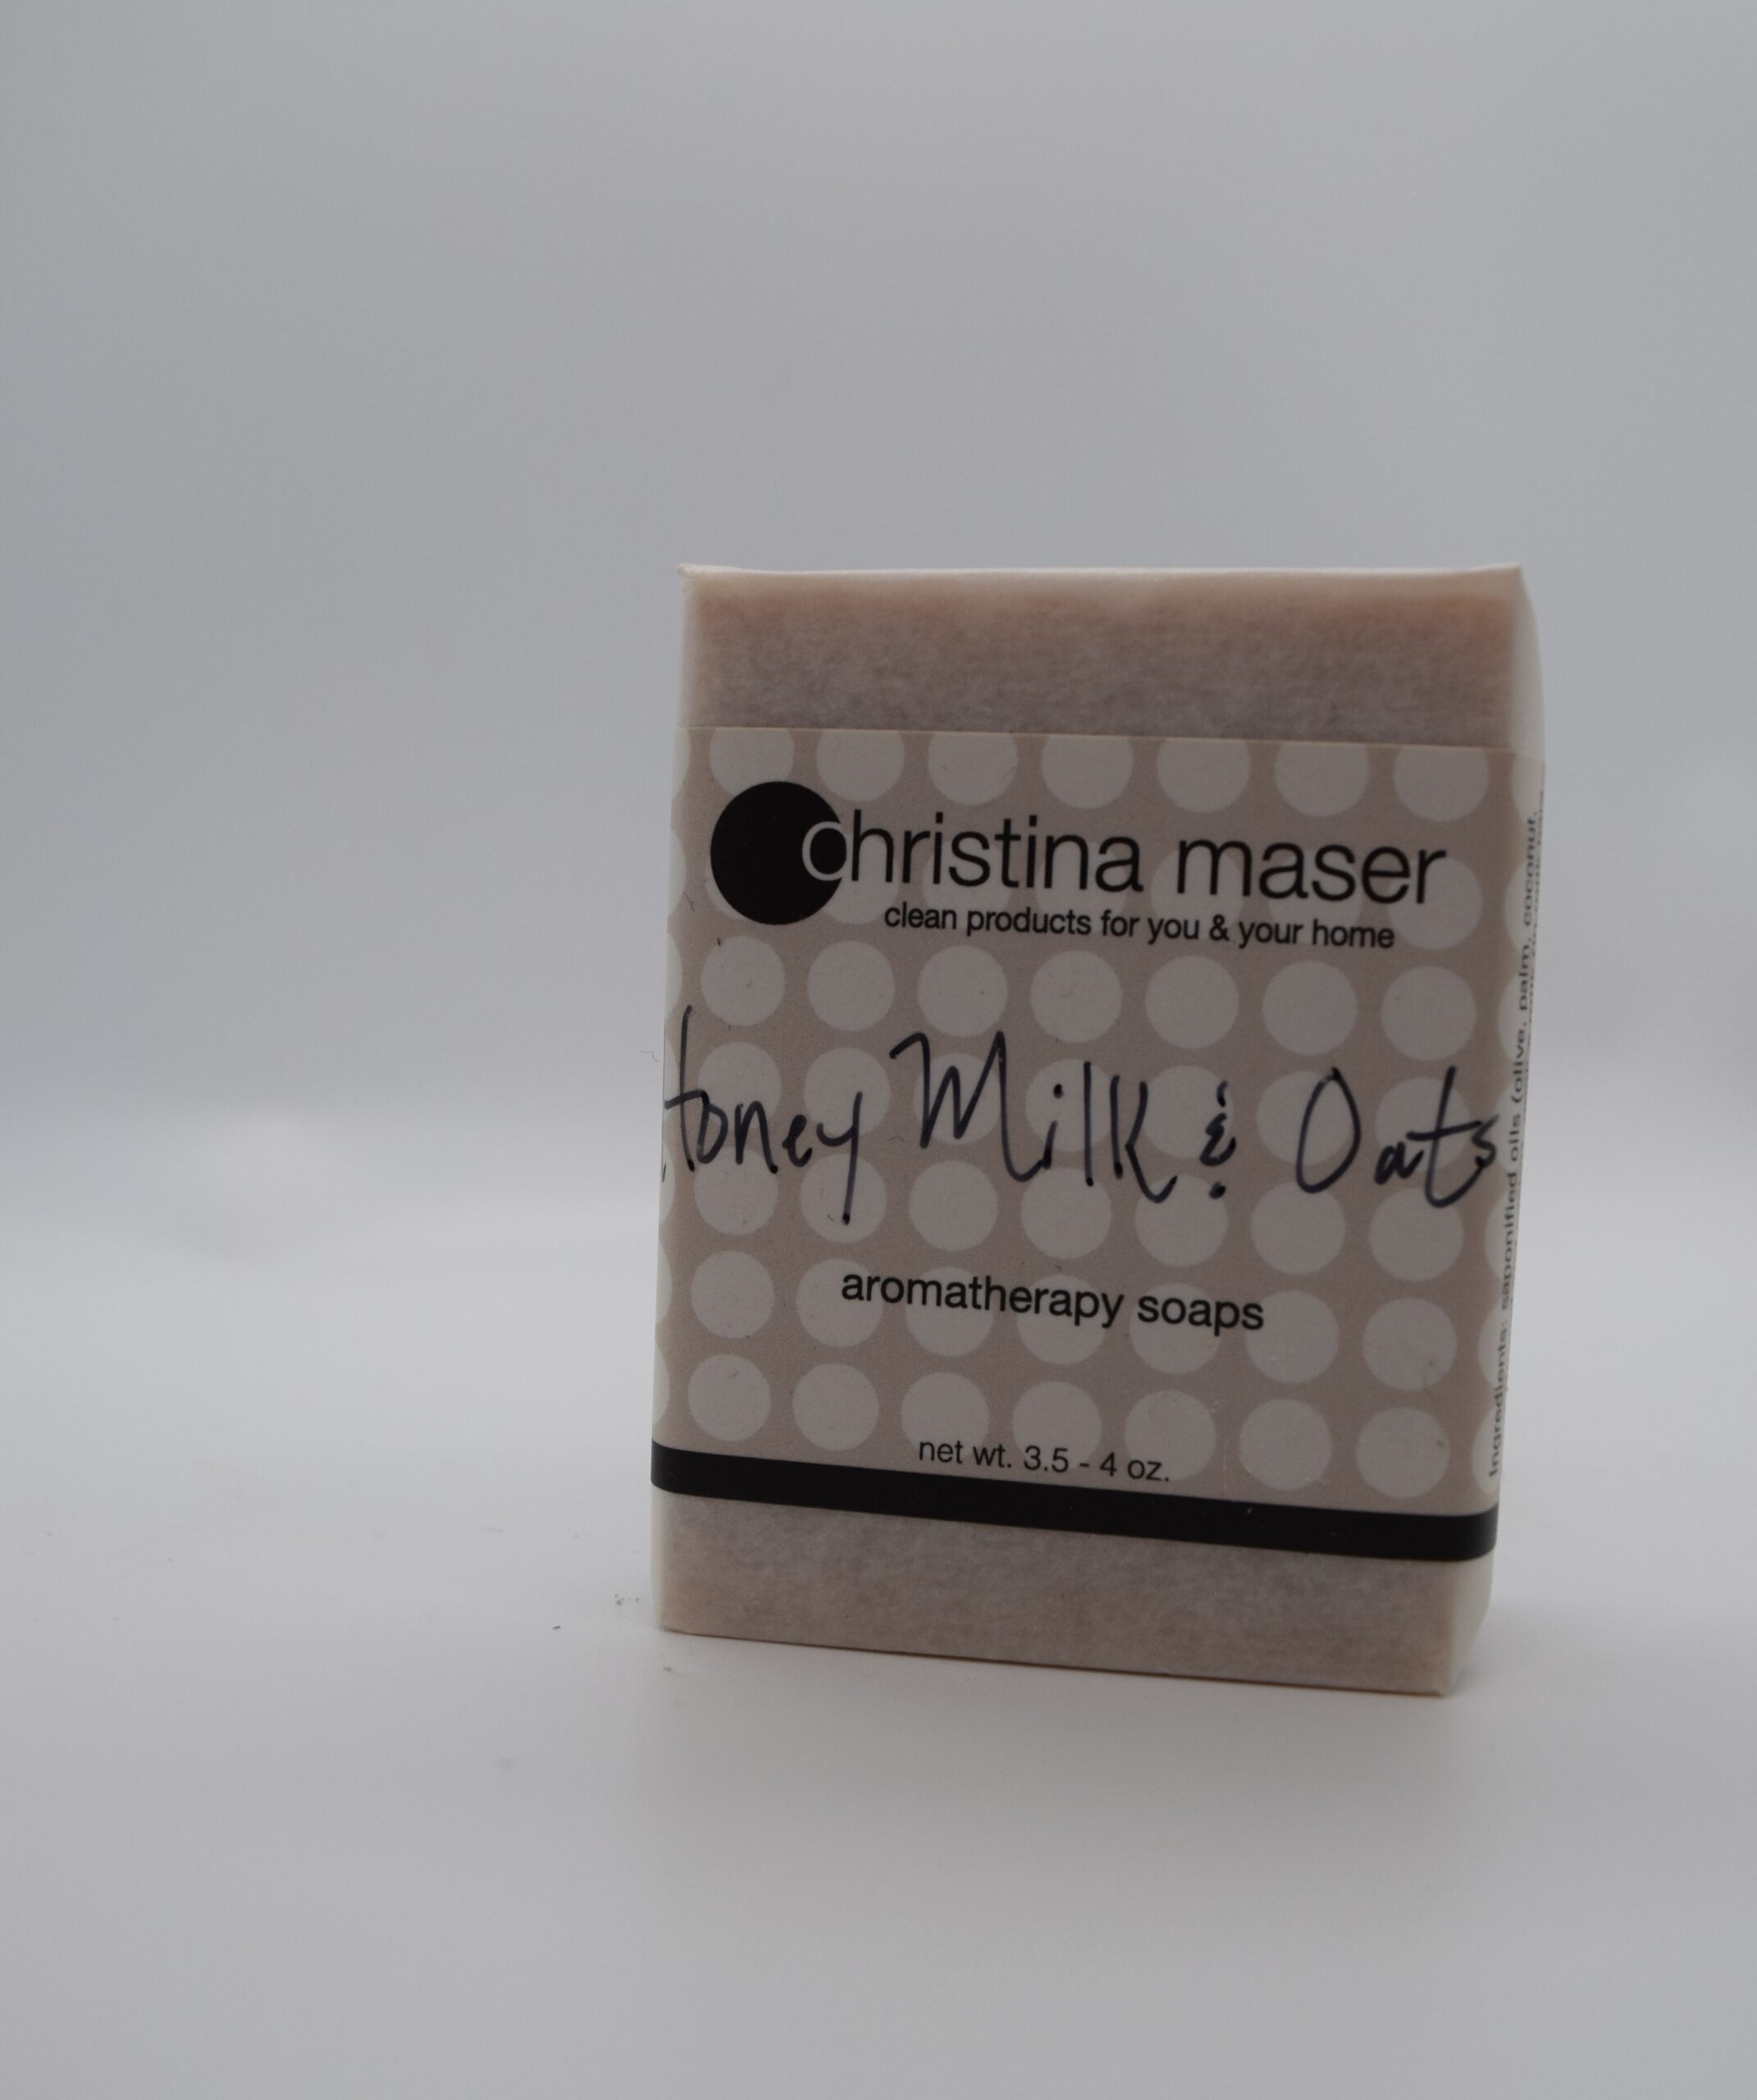 christina maser
clean products for you & your home
Honey Milk & Oats
aromatherapy soaps
net wt. 3.5 - 4 oz.
Ingredients: saponified oils (olive, palm, coconut,